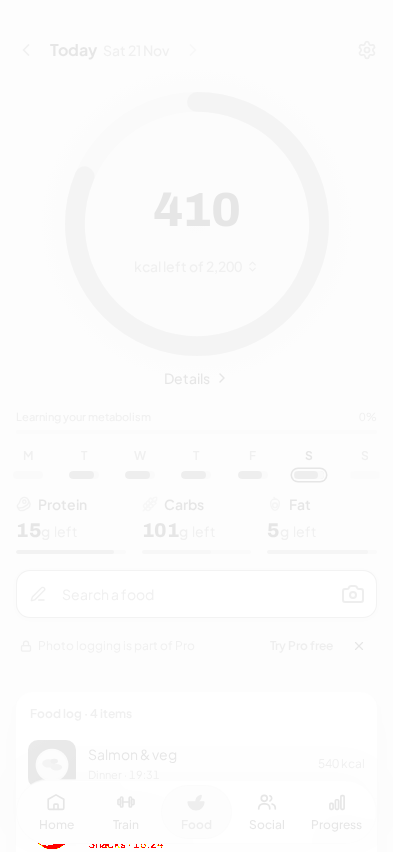 Today Sat 21 Nov
410
kcal left of 2,200
Details
Learning your metabolism 0%
M T W T F S S
Protein Carbs Fat
15g left 101g left 5g left
Search a food
Photo logging is part of Pro Try Pro free
Food log · 4 items
Salmon & veg
540 kcal
Dinner · 19:31
Home Train Food Social Progress